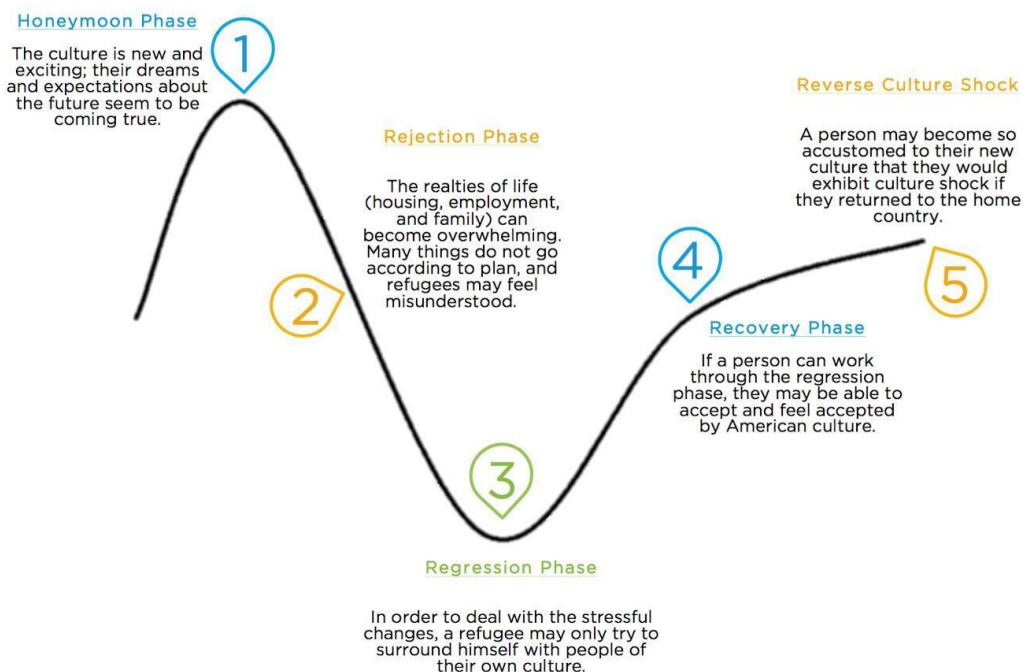 Honeymoon Phase
The culture is new and
exciting; their dreams
and expectations about
the future seem to be
coming true.
1
Rejection Phase
The realties of life
(housing, employment,
and family) can
become overwhelming.
Many things do not go
according to plan, and
refugees may feel
misunderstood.
2
3
Regression Phase
In order to deal with the stressful
changes, a refugee may only try to
surround himself with people of
their own culture.
4
Recovery Phase
If a person can work
through the regression
phase, they may be able to
accept and feel accepted
by American culture.
Reverse Culture Shock
A person may become so
accustomed to their new
culture that they would
exhibit culture shock if
they returned to the home
country.
5